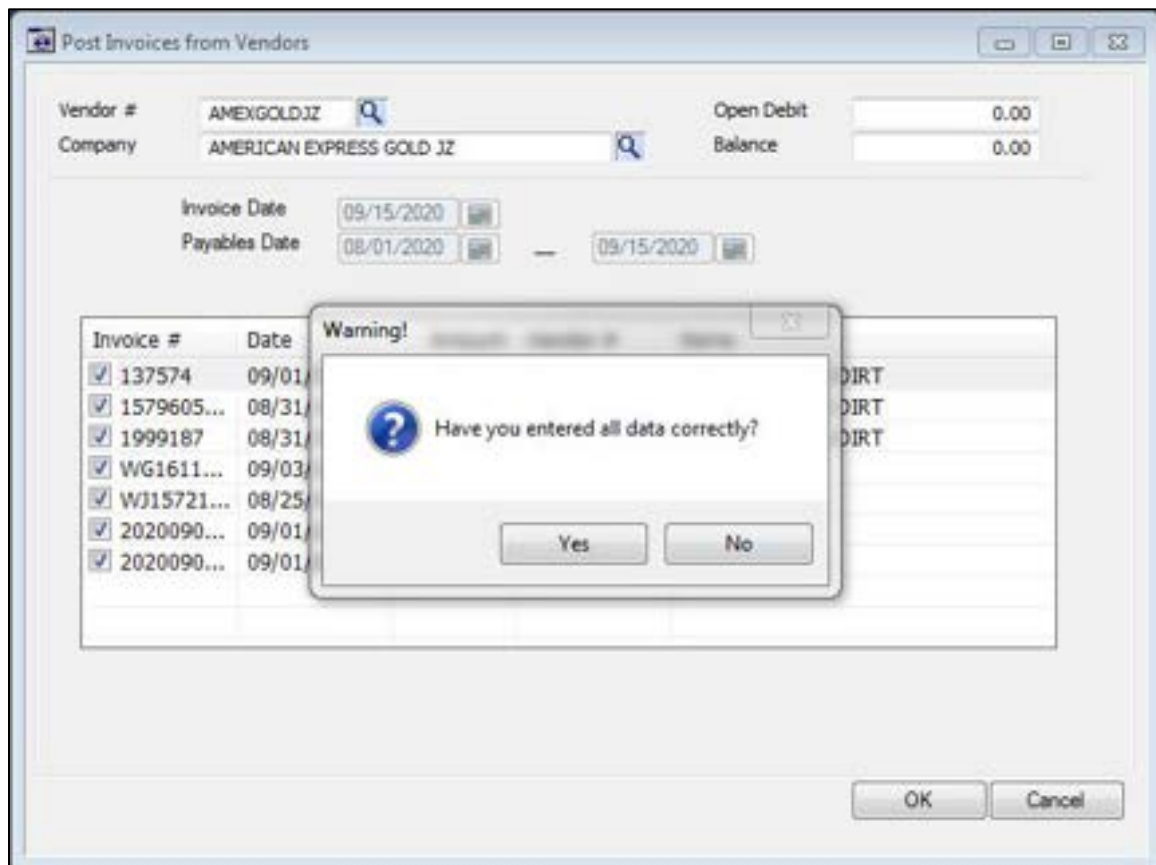 Post Invoices from Vendors
Vendor # AMEXGOLDJZ Open Debit 0.00
Company AMERICAN EXPRESS GOLD JZ Balance 0.00
Invoice Date 09/15/2020
Payables Date 08/01/2020 — 09/15/2020
Warning!
Invoice # Date
137574 09/01/ DIRT
1579605... 08/31/ DIRT
1999187 08/31/ DIRT
Have you entered all data correctly?
WG1611... 09/03/
WJ15721... 08/25/
2020090... 09/01/
Yes No
2020090... 09/01/
OK Cancel